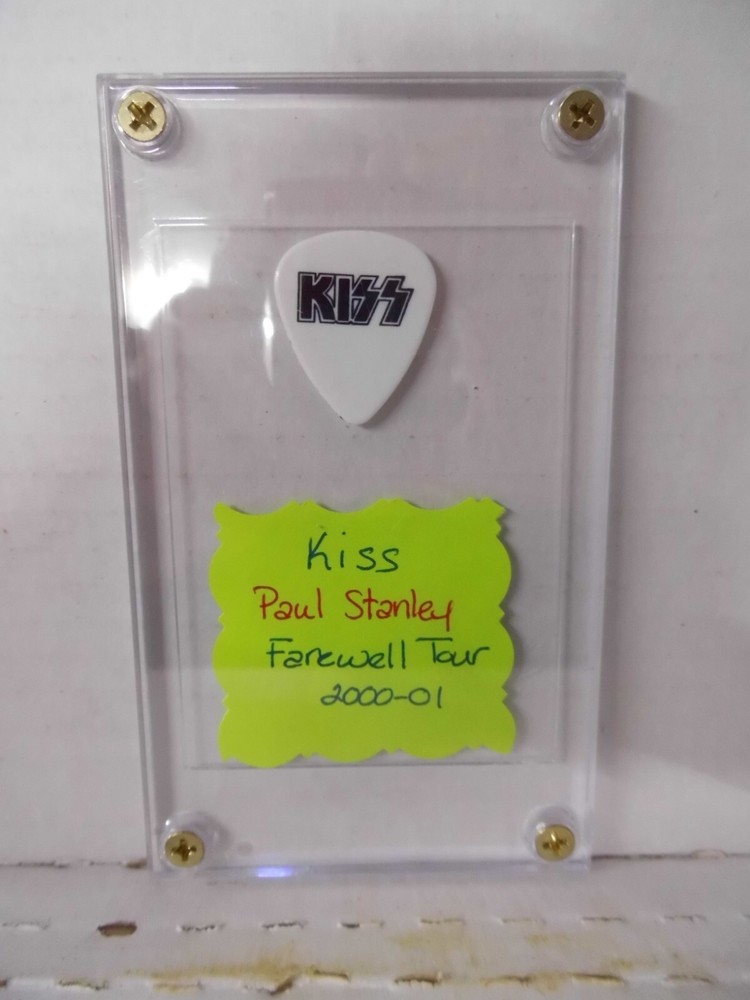 KISS
Kiss
Paul Stanley
Farewell Tour
2000-01